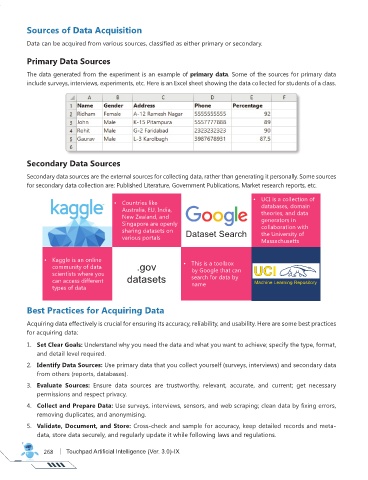 Sources of Data Acquisition
Data can be acquired from various sources, classified as either primary or secondary.
Primary Data Sources
The data generated from the experiment is an example of primary data. Some of the sources for primary data
include surveys, interviews, experiments, etc. Here is an Excel sheet showing the data collected for students of a class.
A B C D E F
1 Name Gender Address Phone Percentage
2 Ridham Female A-12 Ramesh Nagar 5555555555 92
3 John Male K-15 Pitampura 5557777888 89
4 Rohit Male G-2 Faridabad 2323232323 90
5 Gaurav Male L-3 Karolbagh 5987678931 87.5
6
Secondary Data Sources
Secondary data sources are the external sources for collecting data, rather than generating it personally. Some sources
for secondary data collection are: Published Literature, Government Publications, Market research reports, etc.
kaggle
• Countries like
Australia, EU, India,
New Zealand, and
Singapore are openly
sharing datasets on
various portals
Google
Dataset Search
• UCI is a collection of
databases, domain
theories, and data
generators in
collaboration with
the University of
Massachusetts
• Kaggle is an online
community of data
scientists where you
can access different
types of data
.gov
datasets
• This is a toolbox
by Google that can
search for data by
name
UCI
Machine Learning Repository
Best Practices for Acquiring Data
Acquiring data effectively is crucial for ensuring its accuracy, reliability, and usability. Here are some best practices
for acquiring data:
1. Set Clear Goals: Understand why you need the data and what you want to achieve; specify the type, format,
and detail level required.
2. Identify Data Sources: Use primary data that you collect yourself (surveys, interviews) and secondary data
from others (reports, databases).
3. Evaluate Sources: Ensure data sources are trustworthy, relevant, accurate, and current; get necessary
permissions and respect privacy.
4. Collect and Prepare Data: Use surveys, interviews, sensors, and web scraping; clean data by fixing errors,
removing duplicates, and anonymising.
5. Validate, Document, and Store: Cross-check and sample for accuracy, keep detailed records and meta-
data, store data securely, and regularly update it while following laws and regulations.
268 | Touchpad Artificial Intelligence (Ver. 3.0)-IX